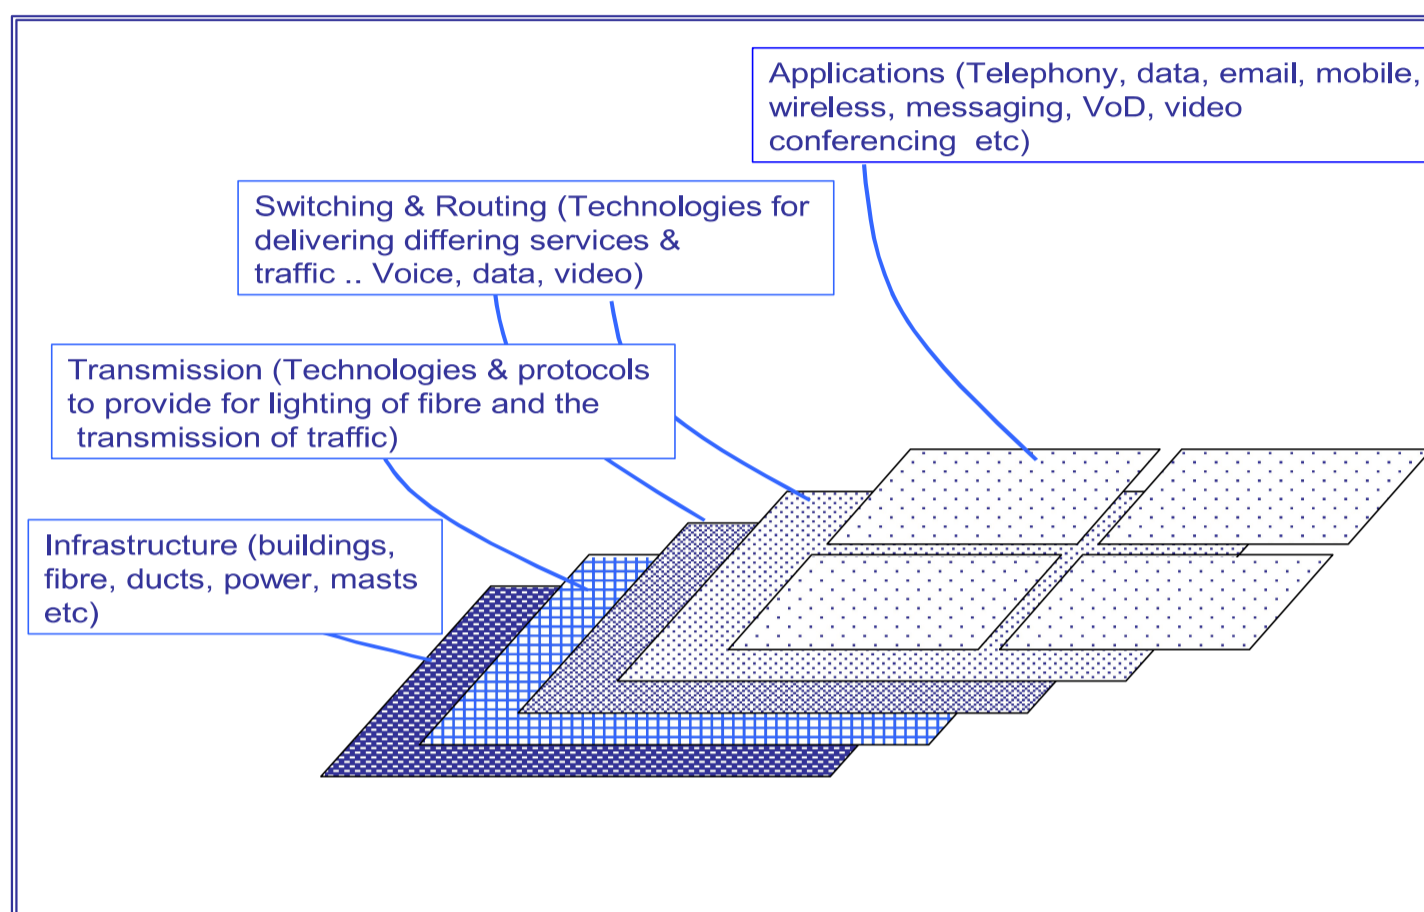 Applications (Telephony, data, email, mobile,
wireless, messaging, VoD, video
conferencing  etc)
Switching & Routing (Technologies for
delivering differing services &
traffic .. Voice, data, video)
Transmission (Technologies & protocols
to provide for lighting of fibre and the
transmission of traffic)
Infrastructure (buildings,
fibre, ducts, power, masts
etc)